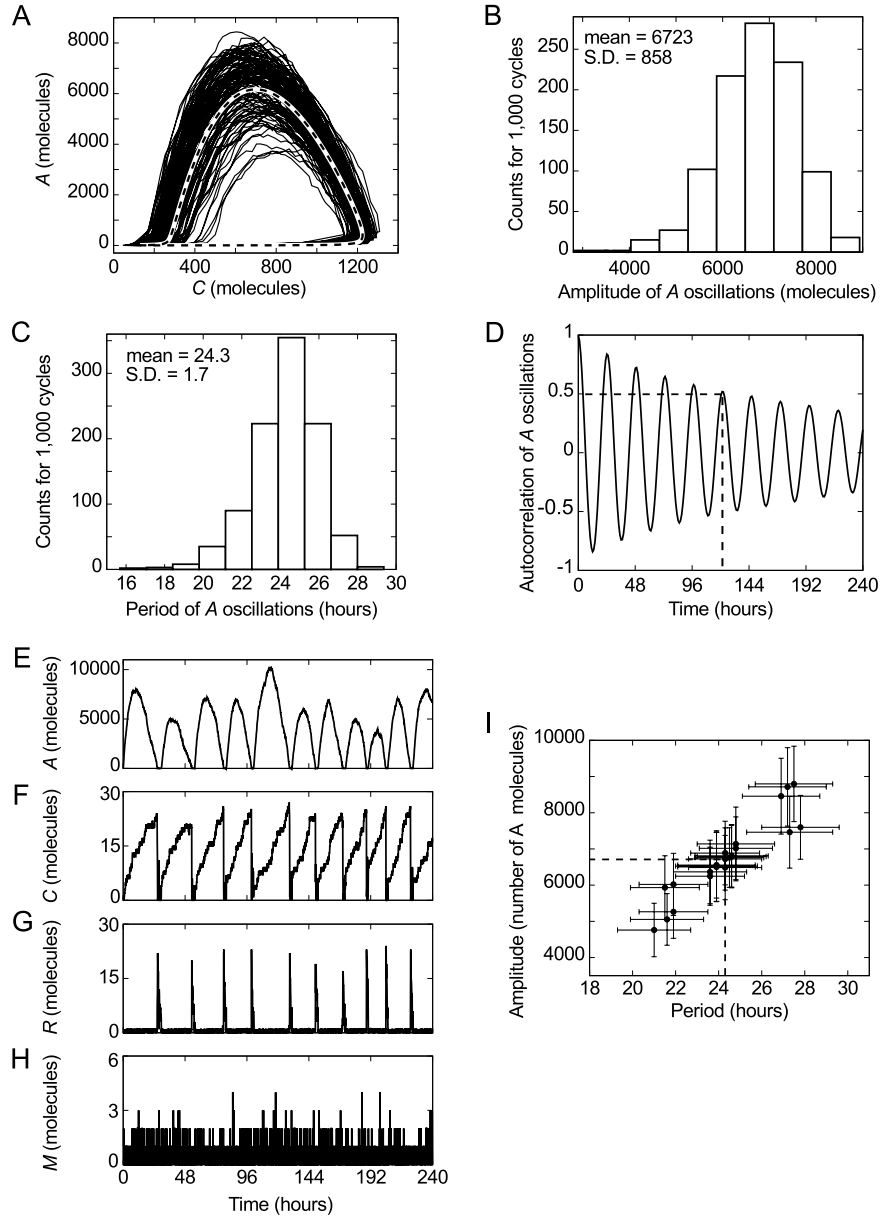 A
A (molecules)
9000
8000
6000
4000
2000
0
0
400
800
1200
C (molecules)
B
mean = 6723
S.D. = 858
Counts for 1,000 cycles
250
200
150
100
50
0
4000
6000
8000
Amplitude of A oscillations (molecules)
C
mean = 24.3
S.D. = 1.7
Counts for 1,000 cycles
300
200
100
0
16
18
20
22
24
26
28
30
Period of A oscillations (hours)
D
Autocorrelation of A oscillations
1
0.5
0
-0.5
-1
0
48
96
144
192
240
Time (hours)
E
A (molecules)
10000
5000
0
F
C (molecules)
30
15
0
G
R (molecules)
30
15
0
H
M (molecules)
6
3
0
0
48
96
144
192
240
Time (hours)
I
Amplitude (number of A molecules)
10000
8000
6000
4000
18
20
22
24
26
28
30
Period (hours)